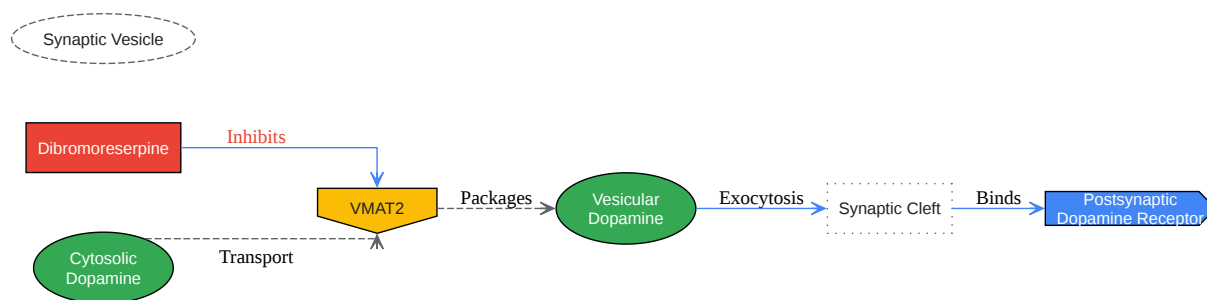 Synaptic Vesicle
Dibromoreserpine
Inhibits
VMAT2
Cytosolic
Dopamine
Transport
Packages
Vesicular
Dopamine
Exocytosis
Synaptic Cleft
Binds
Postsynaptic
Dopamine Receptor